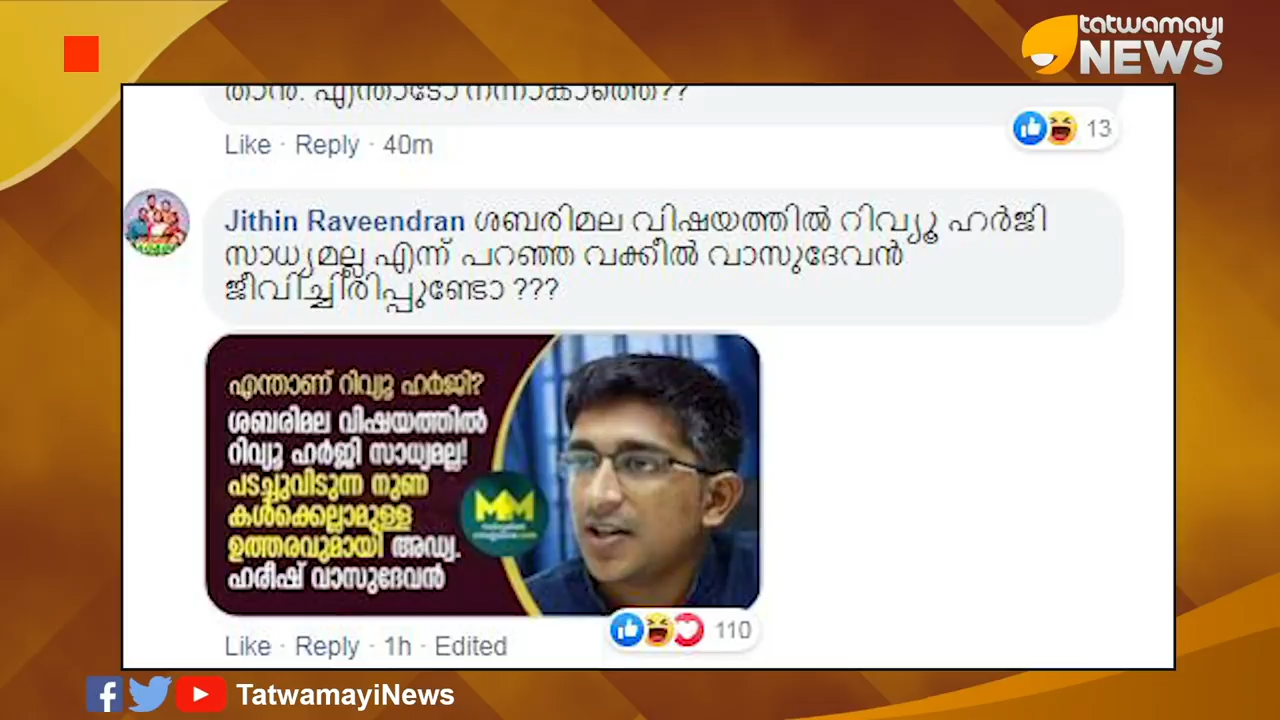 tatwamayi
NEWS
താൻ. എന്താടോ നന്നാകാത്തെ??
Like · Reply · 40m
13
Jithin Raveendran ശബരിമല വിഷയത്തിൽ റിവ്യൂ ഹർജി
സാധ്യമല്ല എന്ന് പറഞ്ഞ വക്കീൽ വാസുദേവൻ
ജീവിച്ചിരിപ്പുണ്ടോ ???
എന്താണ് റിവ്യൂ ഹർജി?
ശബരിമല വിഷയത്തിൽ
റിവ്യൂ ഹർജി സാധ്യമല്ല!
പടച്ചുവിടുന്ന നുണ
കൾക്കെല്ലാമുള്ള
ഉത്തരവുമായി അഡ്വ.
ഹരീഷ് വാസുദേവൻ
MM
110
Like · Reply · 1h · Edited
TatwamayiNews